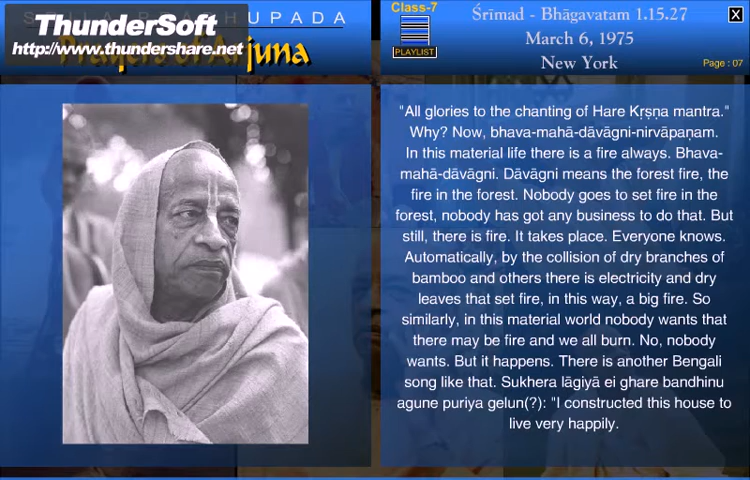 ThunderSoft
http://www.thundershare.net
Prayers of Arjuna
Class-7
PLAYLIST
Śrīmad - Bhāgavatam 1.15.27
March 6, 1975
New York
X
Page : 07
"All glories to the chanting of Hare Kṛṣṇa mantra."
Why? Now, bhava-mahā-dāvāgni-nirvāpaṇam.
In this material life there is a fire always. Bhava-
mahā-dāvāgni. Dāvāgni means the forest fire, the
fire in the forest. Nobody goes to set fire in the
forest, nobody has got any business to do that. But
still, there is fire. It takes place. Everyone knows.
Automatically, by the collision of dry branches of
bamboo and others there is electricity and dry
leaves that set fire, in this way, a big fire. So
similarly, in this material world nobody wants that
there may be fire and we all burn. No, nobody
wants. But it happens. There is another Bengali
song like that. Sukhera lāgiyā ei ghare bandhinu
agune puriya gelun(?): "I constructed this house to
live very happily.